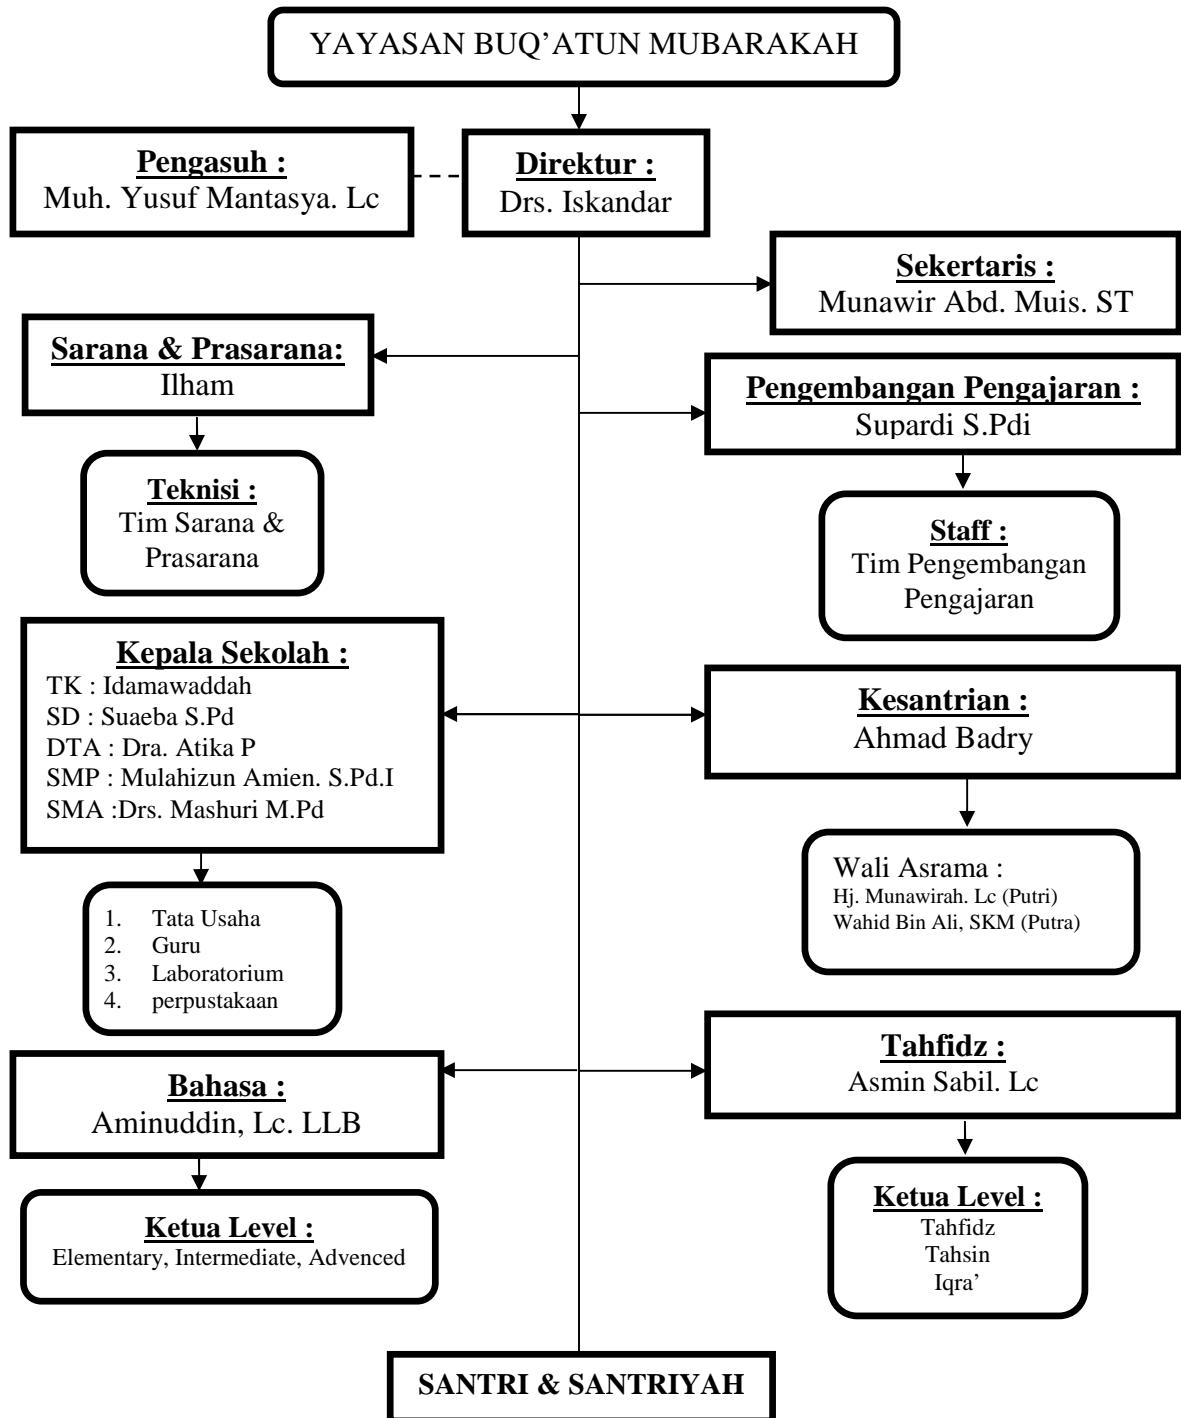 YAYASAN BUQ’ATUN MUBARAKAH
Pengasuh :
Muh. Yusuf Mantasya. Lc
Direktur :
Drs. Iskandar
Sekertaris :
Munawir Abd. Muis. ST
Sarana & Prasarana:
Ilham
Pengembangan Pengajaran :
Supardi S.Pdi
Teknisi :
Tim Sarana &
Prasarana
Staff :
Tim Pengembangan
Pengajaran
Kepala Sekolah :
TK : Idamawaddah
SD : Suaeba S.Pd
DTA : Dra. Atika P
SMP : Mulahizun Amien. S.Pd.I
SMA :Drs. Mashuri M.Pd
Kesantrian :
Ahmad Badry
Wali Asrama :
Hj. Munawirah. Lc (Putri)
Wahid Bin Ali, SKM (Putra)
1. Tata Usaha
2. Guru
3. Laboratorium
4. perpustakaan
Tahfidz :
Asmin Sabil. Lc
Bahasa :
Aminuddin, Lc. LLB
Ketua Level :
Tahfidz
Tahsin
Iqra’
Ketua Level :
Elementary, Intermediate, Advenced
SANTRI & SANTRIYAH